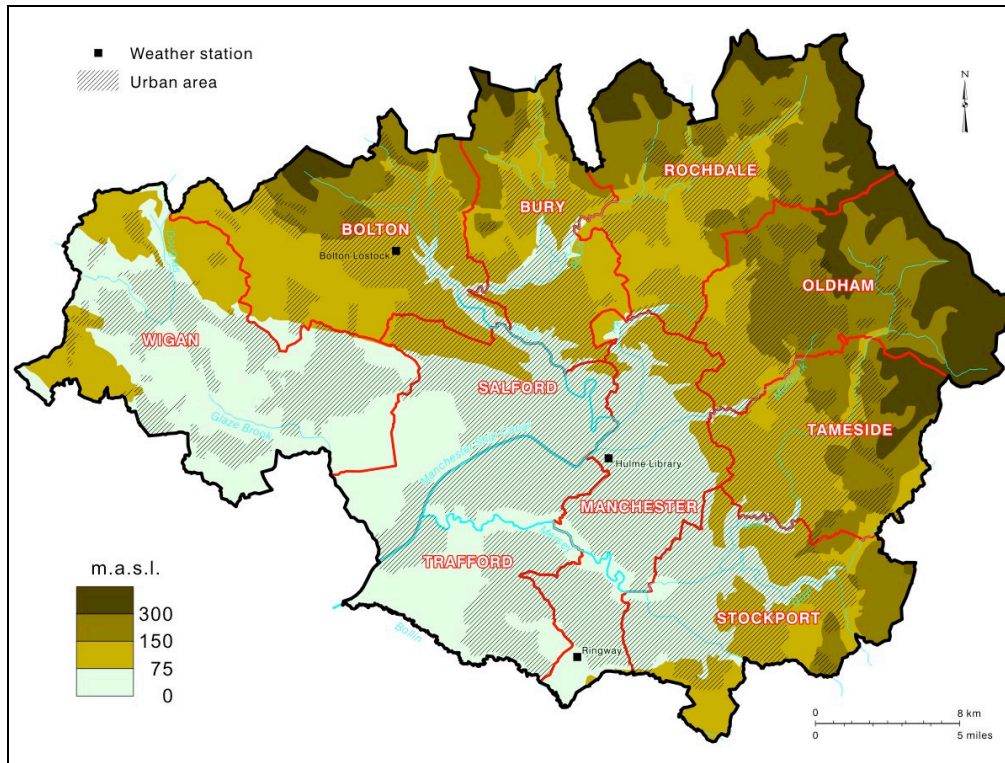 Weather station
Urban area
N
ROCHDALE
BURY
BOLTON
Bolton Lostock
OLDHAM
WIGAN
SALFORD
Glaze Brook
TAMESIDE
Manchester Ship Canal
Hulme Library
MANCHESTER
Mersey
TRAFFORD
STOCKPORT
Bollin
Ringway
m.a.s.l.
300
150
75
0
0 8 km
0 5 miles